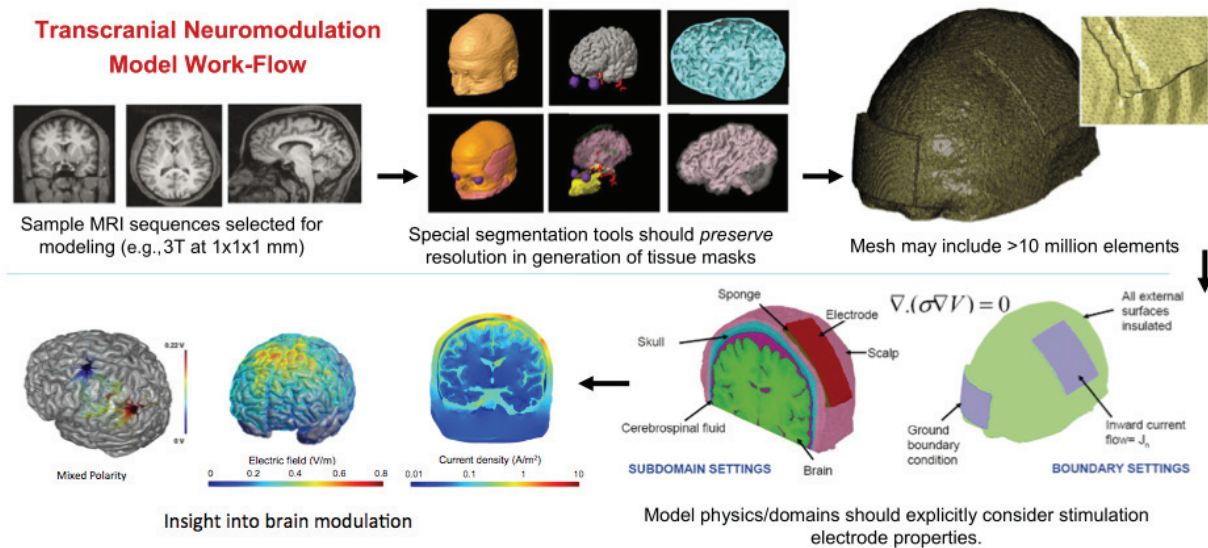 Transcranial Neuromodulation
Model Work-Flow
Sample MRI sequences selected for
modeling (e.g.,3T at 1x1x1 mm)
Special segmentation tools should preserve
resolution in generation of tissue masks
Mesh may include >10 million elements
Sponge
Electrode
Skull
Scalp
Cerebrospinal fluid
Brain
SUBDOMAIN SETTINGS
∇.(σ∇V) = 0
All external
surfaces
insulated
Ground
boundary
condition
Inward current
flow= Jn
BOUNDARY SETTINGS
Model physics/domains should explicitly consider stimulation
electrode properties.
0.22 V
0 V
Mixed Polarity
Electric field (V/m)
0 0.2 0.4 0.6 0.8
Current density (A/m²)
0.01 0.1 1 10
Insight into brain modulation